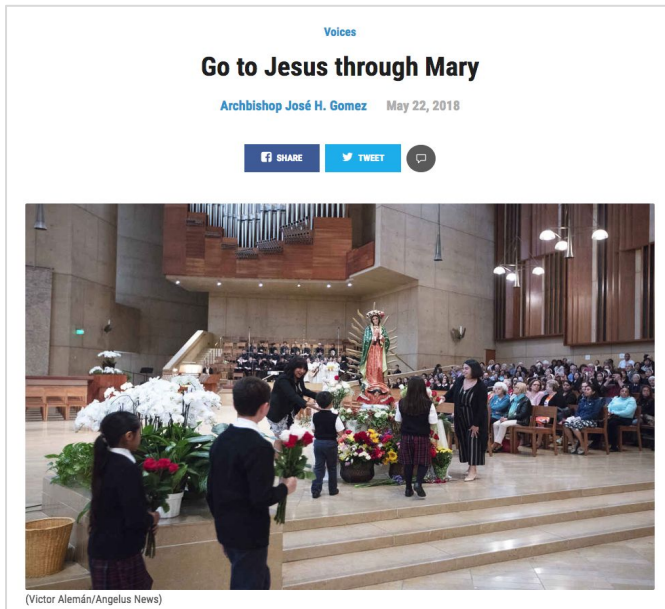 Voices
Go to Jesus through Mary
Archbishop José H. Gomez May 22, 2018
SHARE TWEET
(Victor Alemán/Angelus News)